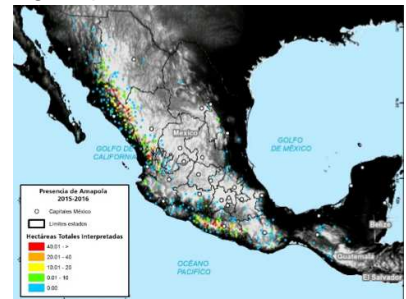 GOLFO DE
CALIFORNIA
México
GOLFO
DE MÉXICO
OCÉANO
PACÍFICO
Belize
Guatemala
El Salvador
Presencia de Amapola
2015-2016
Capitales México
Límites estados
Hectáreas Totales Interpretadas
40.01 - >
20.01 - 40
10.01 - 20
0.01 - 10
0.00